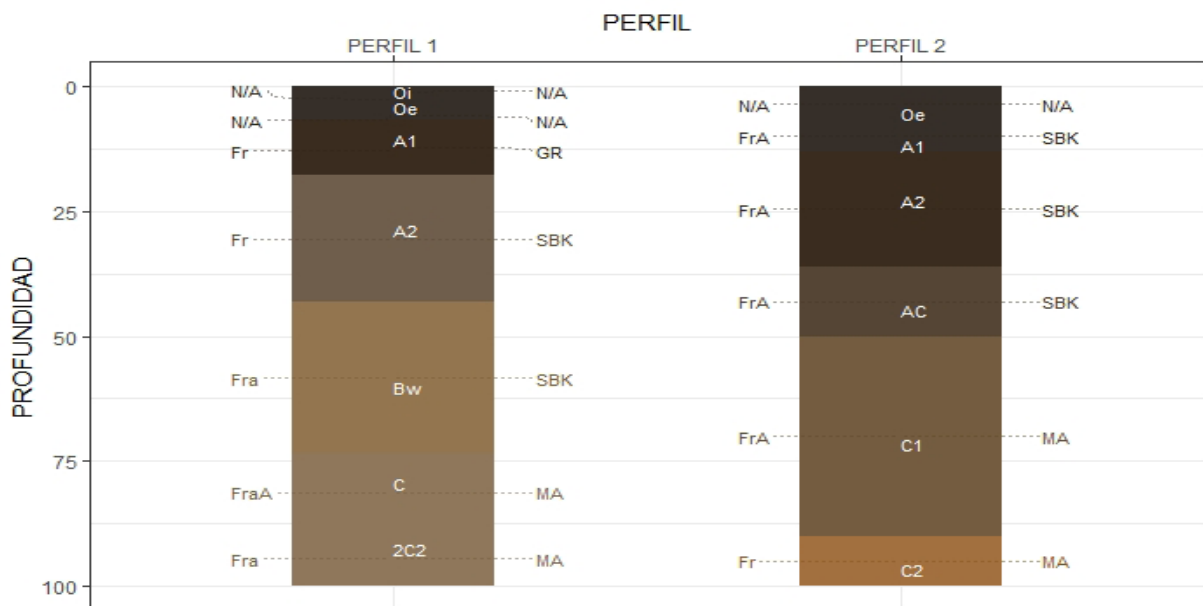 PERFIL
PERFIL 1 PERFIL 2
PROFUNDIDAD
0
25
50
75
100
N/A Oi N/A
N/A Oe N/A
Fr A1 GR
Fr A2 SBK
Fra Bw SBK
FraA C MA
Fra 2C2 MA
N/A Oe N/A
FrA A1 SBK
FrA A2 SBK
FrA AC SBK
FrA C1 MA
Fr C2 MA